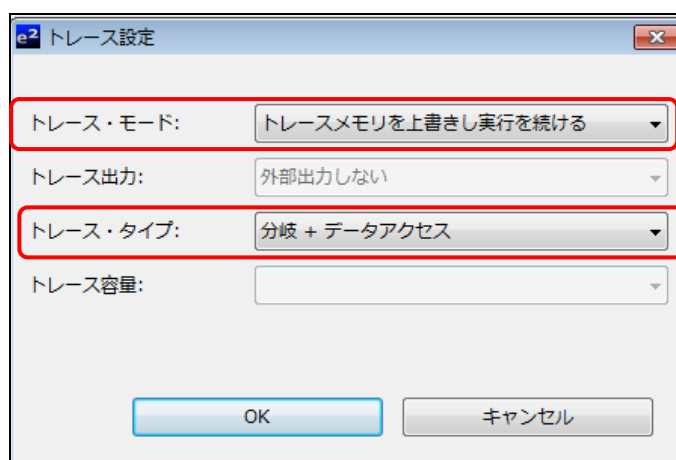 e² トレース設定
トレース・モード: トレースメモリを上書きし実行を続ける
トレース出力: 外部出力しない
トレース・タイプ: 分岐 + データアクセス
トレース容量:
OK キャンセル